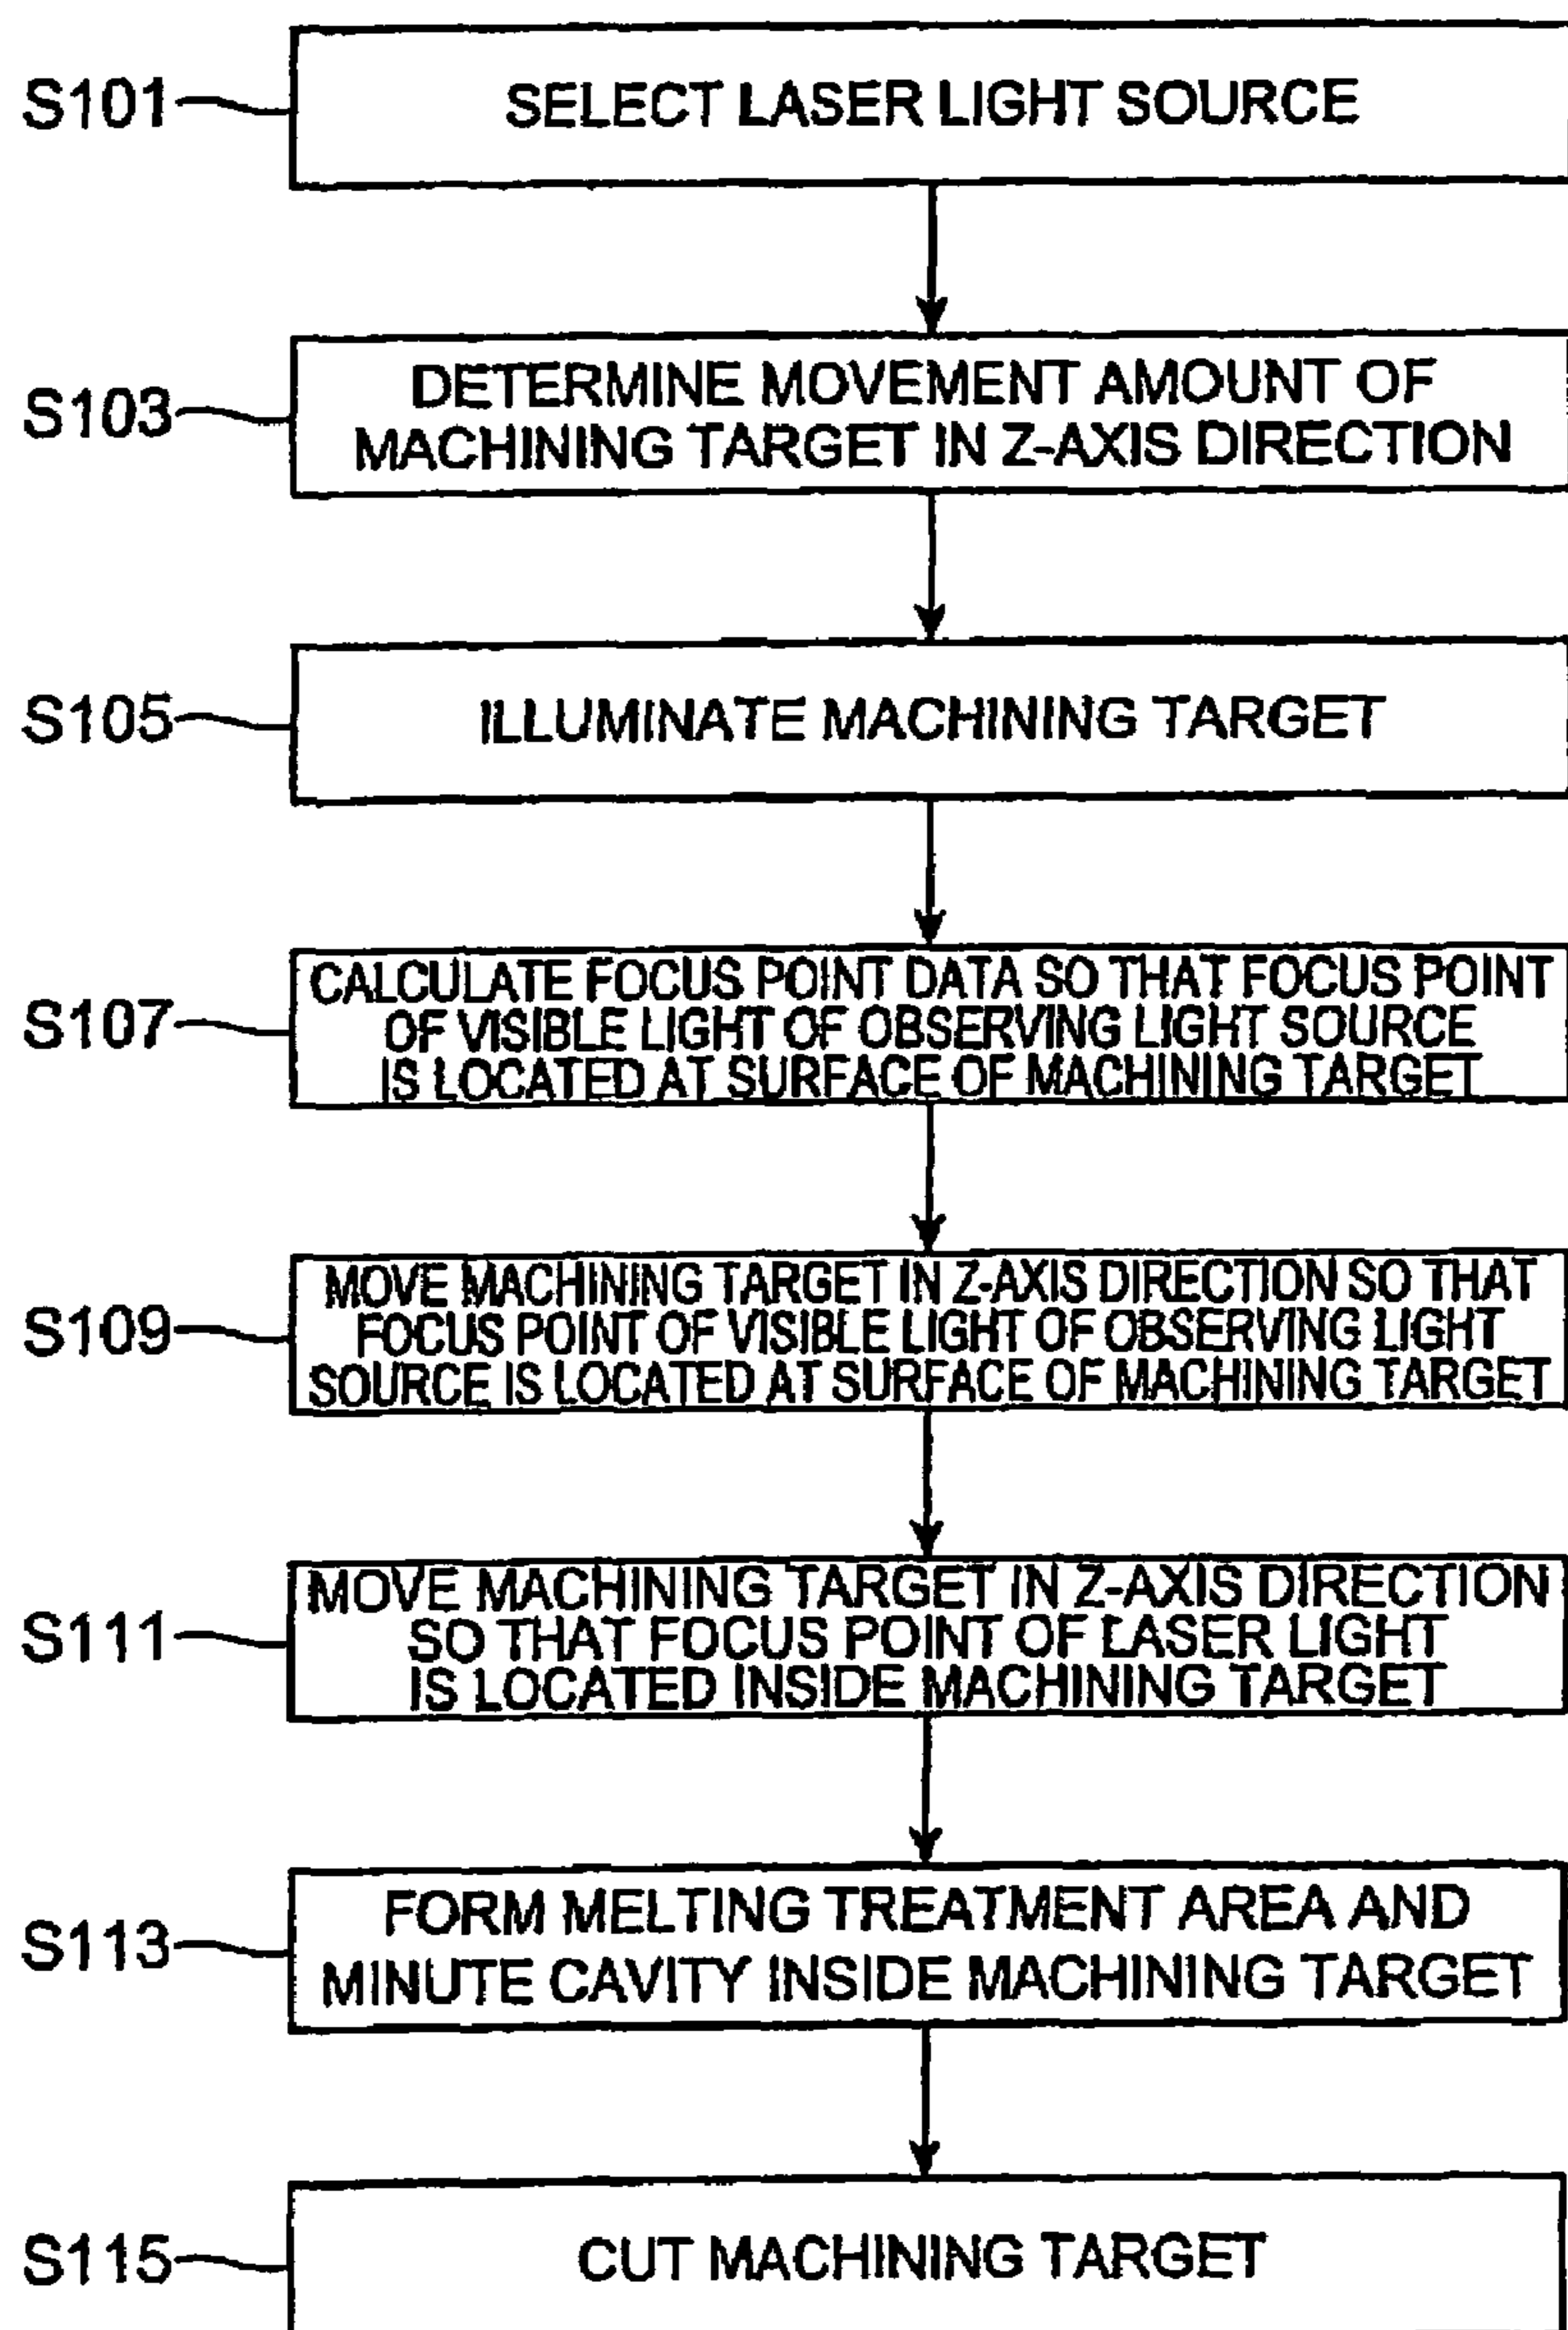 S101
SELECT LASER LIGHT SOURCE
S103
DETERMINE MOVEMENT AMOUNT OF
MACHINING TARGET IN Z-AXIS DIRECTION
S105
ILLUMINATE MACHINING TARGET
S107
CALCULATE FOCUS POINT DATA SO THAT FOCUS POINT
OF VISIBLE LIGHT OF OBSERVING LIGHT SOURCE
IS LOCATED AT SURFACE OF MACHINING TARGET
S109
MOVE MACHINING TARGET IN Z-AXIS DIRECTION SO THAT
FOCUS POINT OF VISIBLE LIGHT OF OBSERVING LIGHT
SOURCE IS LOCATED AT SURFACE OF MACHINING TARGET
S111
MOVE MACHINING TARGET IN Z-AXIS DIRECTION
SO THAT FOCUS POINT OF LASER LIGHT
IS LOCATED INSIDE MACHINING TARGET
S113
FORM MELTING TREATMENT AREA AND
MINUTE CAVITY INSIDE MACHINING TARGET
S115
CUT MACHINING TARGET